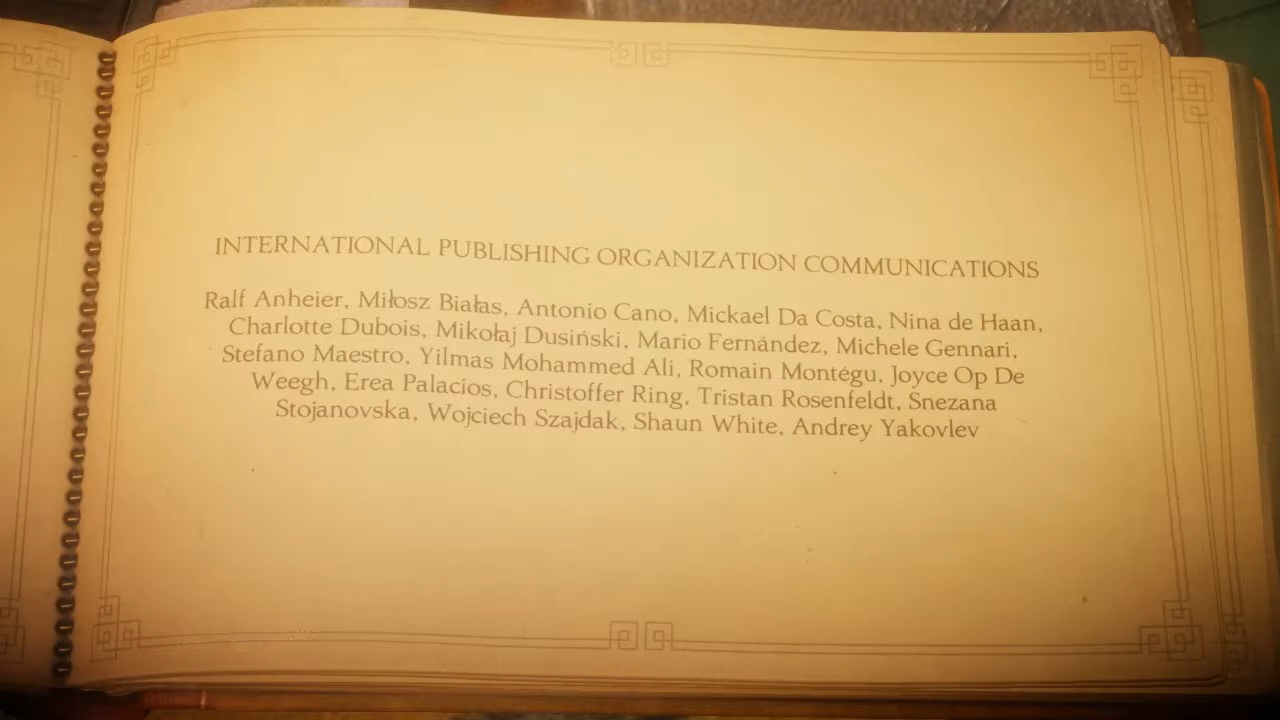 INTERNATIONAL PUBLISHING ORGANIZATION COMMUNICATIONS
Ralf Anheier, Miłosz Białas, Antonio Cano, Mickael Da Costa, Nina de Haan,
Charlotte Dubois, Mikołaj Dusiński, Mario Fernández, Michele Gennari,
Stefano Maestro, Yilmas Mohammed Ali, Romain Montégu, Joyce Op De
Weegh, Erea Palacios, Christoffer Ring, Tristan Rosenfeldt, Snezana
Stojanovska, Wojciech Szajdak, Shaun White, Andrey Yakovlev